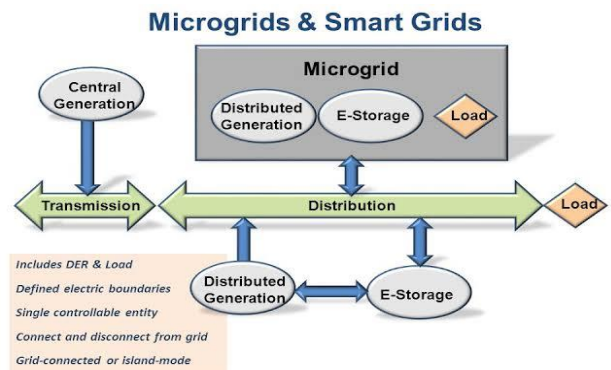 Microgrids & Smart Grids
Microgrid
Central
Generation
Distributed
Generation
E-Storage
Load
Transmission
Distribution
Load
Includes DER & Load
Defined electric boundaries
Single controllable entity
Connect and disconnect from grid
Grid-connected or island-mode
Distributed
Generation
E-Storage